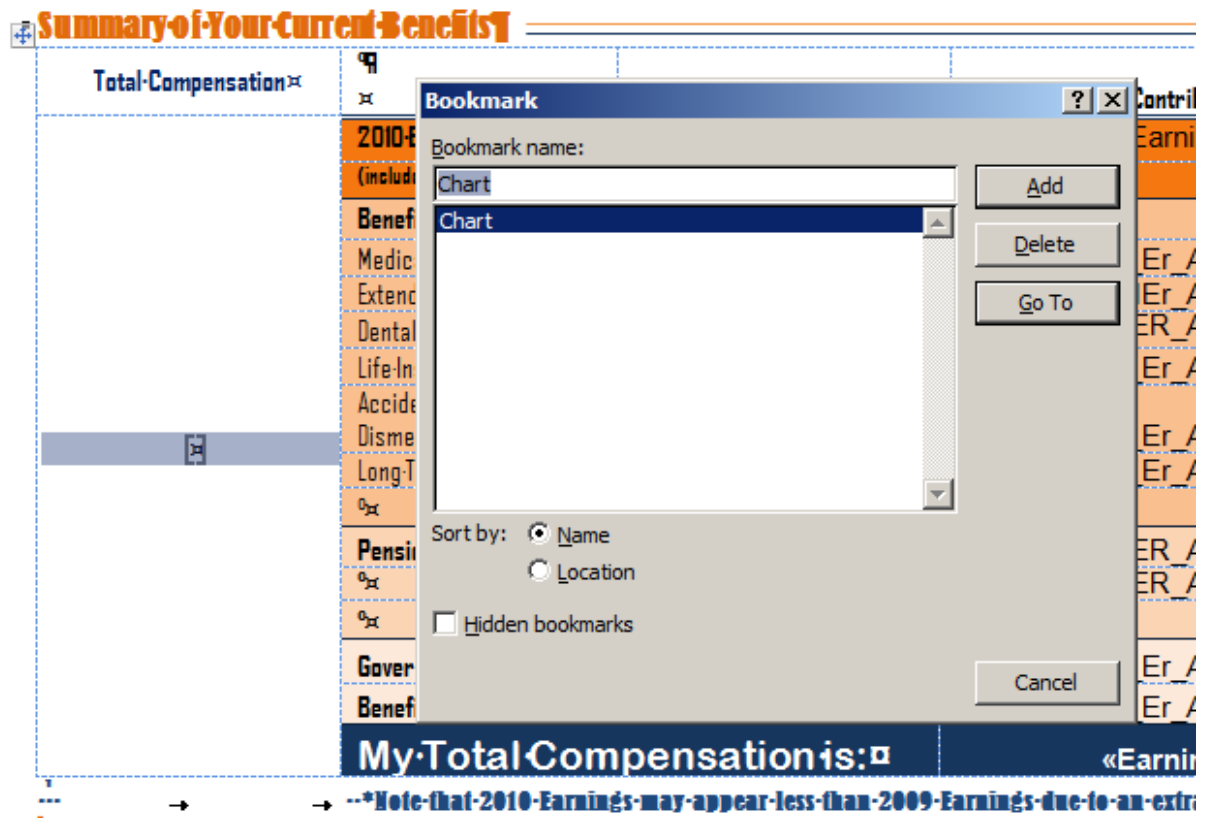 Summary of Your Current Benefits¶
Total Compensation¤
¶
¤
2010
(includ
Benef
Medic
Extend
Dental
Life In
Accide
Disme
Long T
Pensi
Gover
Benef
Bookmark
Bookmark name:
Chart
Chart
Add
Delete
Go To
Sort by: Name
Location
Hidden bookmarks
Cancel
Contri
Earni
Er_A
Er_A
ER_A
Er_A
Er_A
Er_A
ER_A
ER_A
Er_A
Er_A
My Total Compensation is:¤
«Earnin
*Note that 2010 Earnings may appear less than 2009 Earnings due to an extra